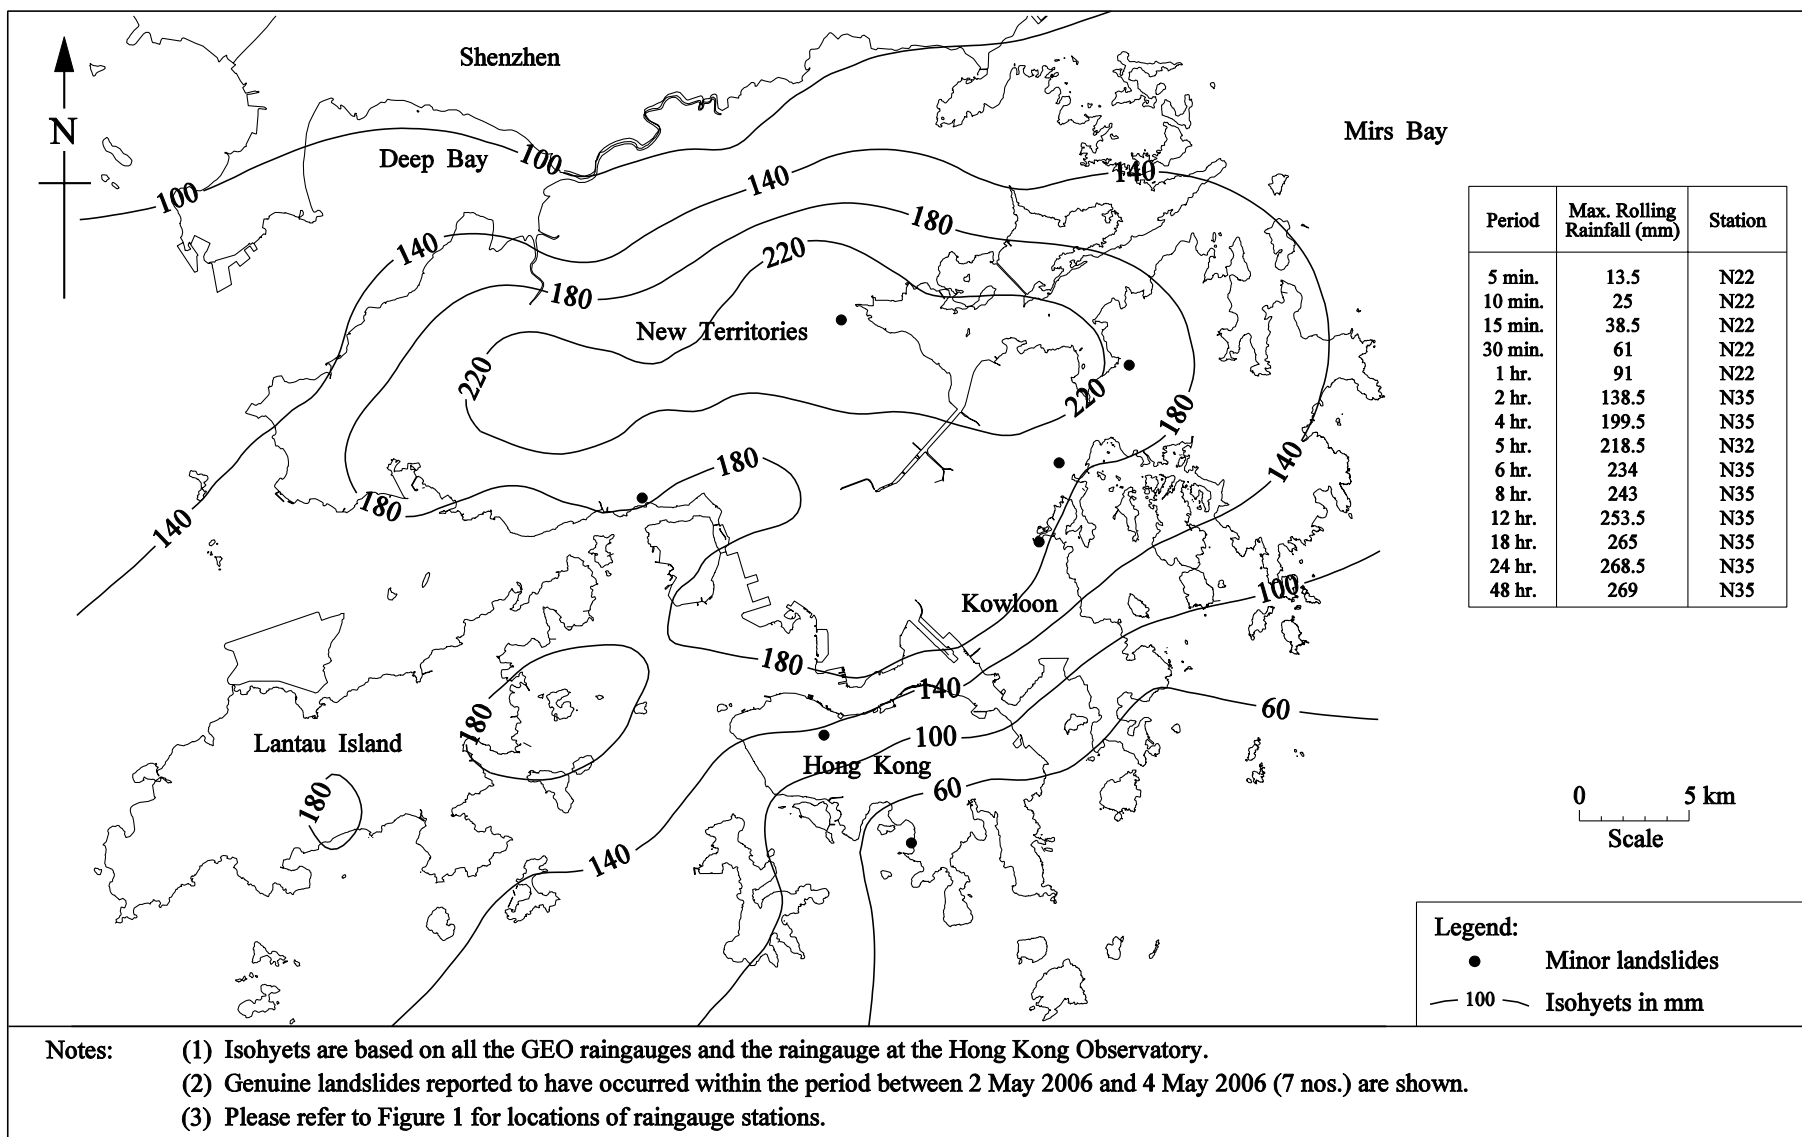 Shenzhen
Mirs Bay
N
Deep Bay
100
100
140
140
140
180
220
180
New Territories
220
220
180
140
180
180
140
Kowloon
100
180
140
180
Lantau Island
100
60
Hong Kong
60
180
140
Period Max. Rolling Rainfall (mm) Station
5 min. 13.5 N22
10 min. 25 N22
15 min. 38.5 N22
30 min. 61 N22
1 hr. 91 N22
2 hr. 138.5 N35
4 hr. 199.5 N35
5 hr. 218.5 N32
6 hr. 234 N35
8 hr. 243 N35
12 hr. 253.5 N35
18 hr. 265 N35
24 hr. 268.5 N35
48 hr. 269 N35
0 5 km
Scale
Legend:
Minor landslides
100 Isohyets in mm
Notes: (1) Isohyets are based on all the GEO raingauges and the raingauge at the Hong Kong Observatory.
(2) Genuine landslides reported to have occurred within the period between 2 May 2006 and 4 May 2006 (7 nos.) are shown.
(3) Please refer to Figure 1 for locations of raingauge stations.